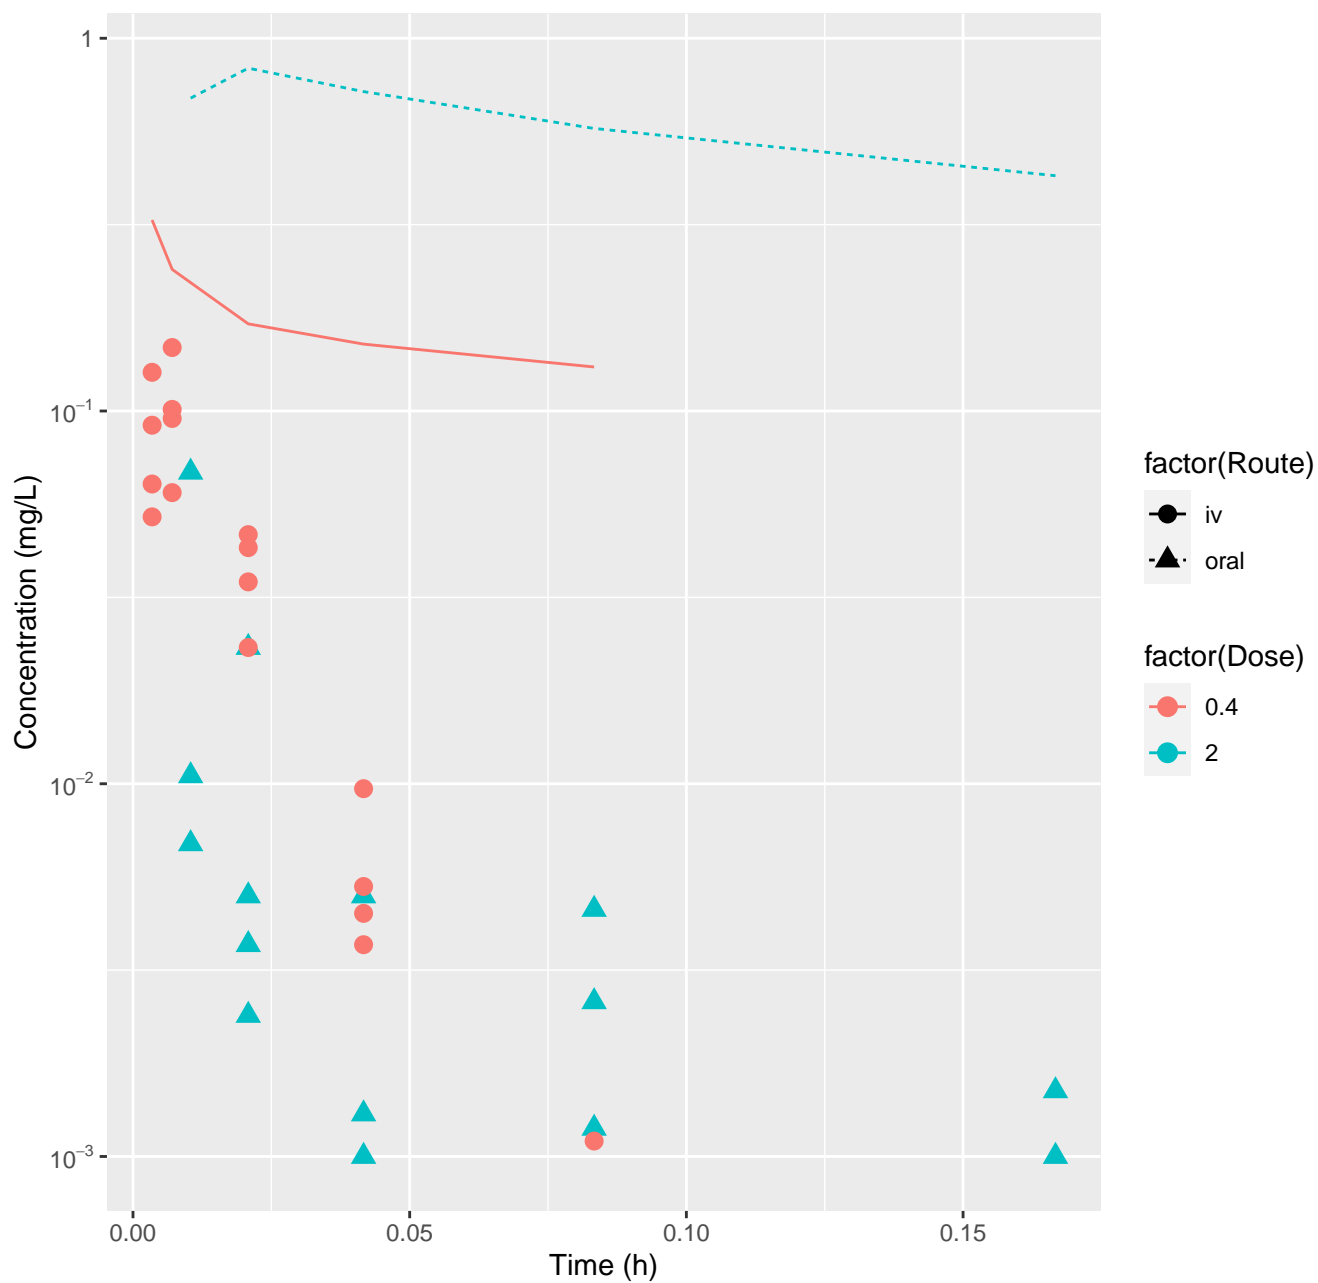 1
10⁻¹
10⁻²
10⁻³
Concentration (mg/L)
0.00 0.05 0.10 0.15
Time (h)
factor(Route)
iv
oral
factor(Dose)
0.4
2